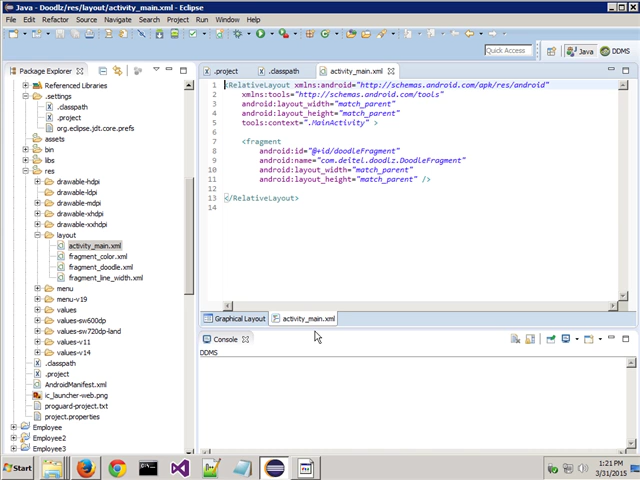 Java - Doodlz/res/layout/activity_main.xml - Eclipse
File Edit Refactor Source Navigate Search Project Run Window Help
Quick Access Java DDMS
Package Explorer
Referenced Libraries
.settings
.classpath
.project
org.eclipse.jdt.core.prefs
assets
bin
libs
res
drawable-hdpi
drawable-ldpi
drawable-mdpi
drawable-xhdpi
drawable-xxhdpi
layout
activity_main.xml
fragment_color.xml
fragment_doodle.xml
fragment_line_width.xml
menu
menu-v19
values
values-sw600dp
values-sw720dp-land
values-v11
values-v14
.classpath
.project
AndroidManifest.xml
ic_launcher-web.png
proguard-project.txt
project.properties
Employee
Employee2
Employee3
.project .classpath activity_main.xml
1 <RelativeLayout xmlns:android="http://schemas.android.com/apk/res/android"
2 xmlns:tools="http://schemas.android.com/tools"
3 android:layout_width="match_parent"
4 android:layout_height="match_parent"
5 tools:context=".MainActivity" >
6
7 <fragment
8 android:id="@+id/doodleFragment"
9 android:name="com.deitel.doodlz.DoodleFragment"
10 android:layout_width="match_parent"
11 android:layout_height="match_parent" />
12
13 </RelativeLayout>
14
Graphical Layout activity_main.xml
Console
DDMS
Start
1:21 PM
3/31/2015